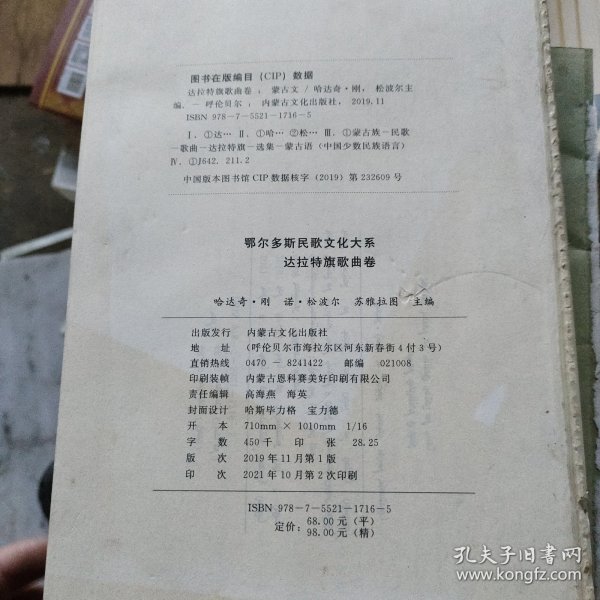 图书在版编目(CIP)数据
达拉特旗歌曲卷:蒙古文/哈达奇·刚,松波尔主
编.-呼伦贝尔:内蒙古文化出版社,2019.11
ISBN 978-7-5521-1716-5
Ⅰ.①达… Ⅱ.①哈…②松… Ⅲ.①蒙古族-民歌
-歌曲-达拉特旗-选集-蒙古语(中国少数民族语言)
Ⅳ.①J642.211.2
中国版本图书馆CIP数据核字(2019)第232609号
鄂尔多斯民歌文化大系
达拉特旗歌曲卷
哈达奇·刚 诺·松波尔 苏雅拉图 主编
出版发行 内蒙古文化出版社
地 址 (呼伦贝尔市海拉尔区河东新春街4付3号)
直销热线 0470-8241422 邮编 021008
印刷装帧 内蒙古恩科赛美好印刷有限公司
责任编辑 高海燕 海英
封面设计 哈斯毕力格 宝力德
开 本 710mm×1010mm 1/16
字 数 450千 印 张 28.25
版 次 2019年11月第1版
印 次 2021年10月第2次印刷
ISBN 978-7-5521-1716-5
定价:68.00元(平)
98.00元(精)
孔夫子旧书网
www.kongfz.com